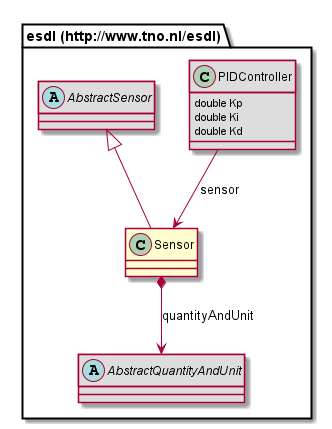 esdl (http://www.tno.nl/esdl)
C PIDController
double Kp
double Ki
double Kd
A AbstractSensor
sensor
C Sensor
quantityAndUnit
A AbstractQuantityAndUnit